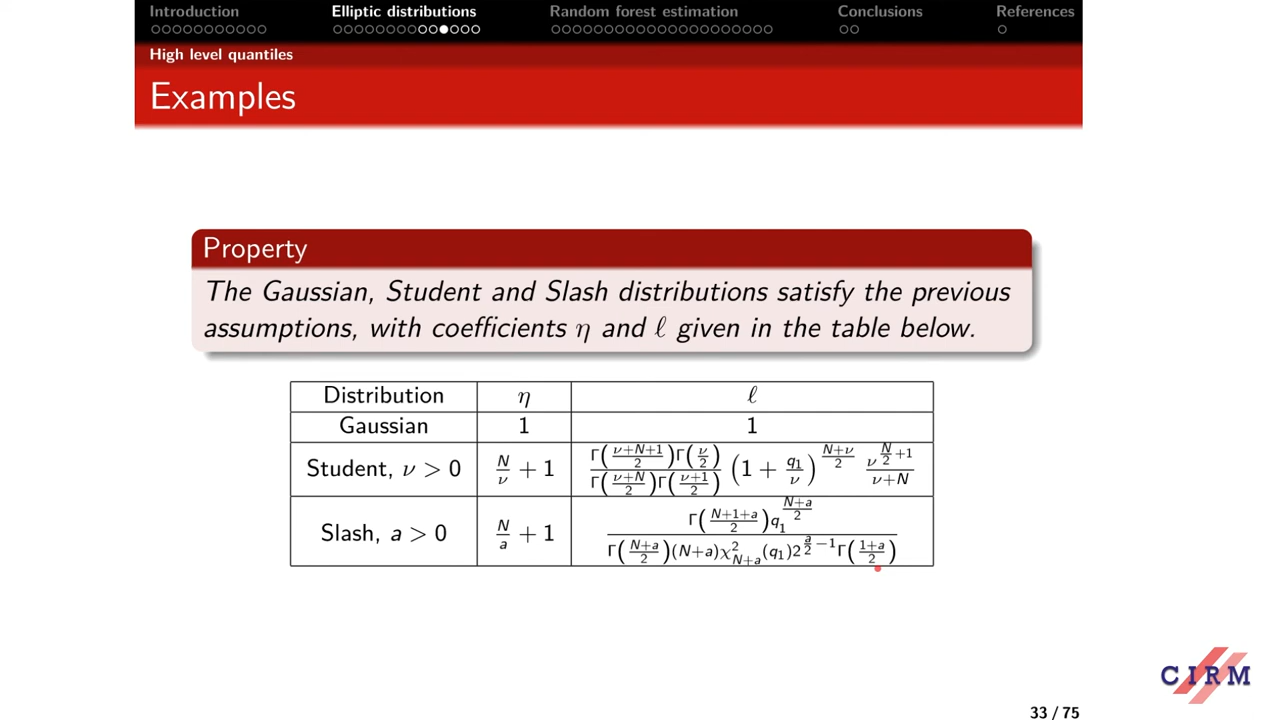 Introduction Elliptic distributions Random forest estimation Conclusions References
High level quantiles
Examples
Property
The Gaussian, Student and Slash distributions satisfy the previous
assumptions, with coefficients η and ℓ given in the table below.
Distribution η ℓ
Gaussian 1 1
Student, ν > 0 N/ν + 1 Γ((ν+N+1)/2)Γ(ν/2) / Γ((ν+N)/2)Γ((ν+1)/2) (1 + q₁/ν)^((N+ν)/2) ν^(N/2+1)/(ν+N)
Slash, a > 0 N/a + 1 Γ((N+1+a)/2)q₁^((N+a)/2) / Γ((N+a)/2)(N+a)χ²_{N+a}(q₁)2^(a/2−1)Γ((1+a)/2)
CIRM
33 / 75